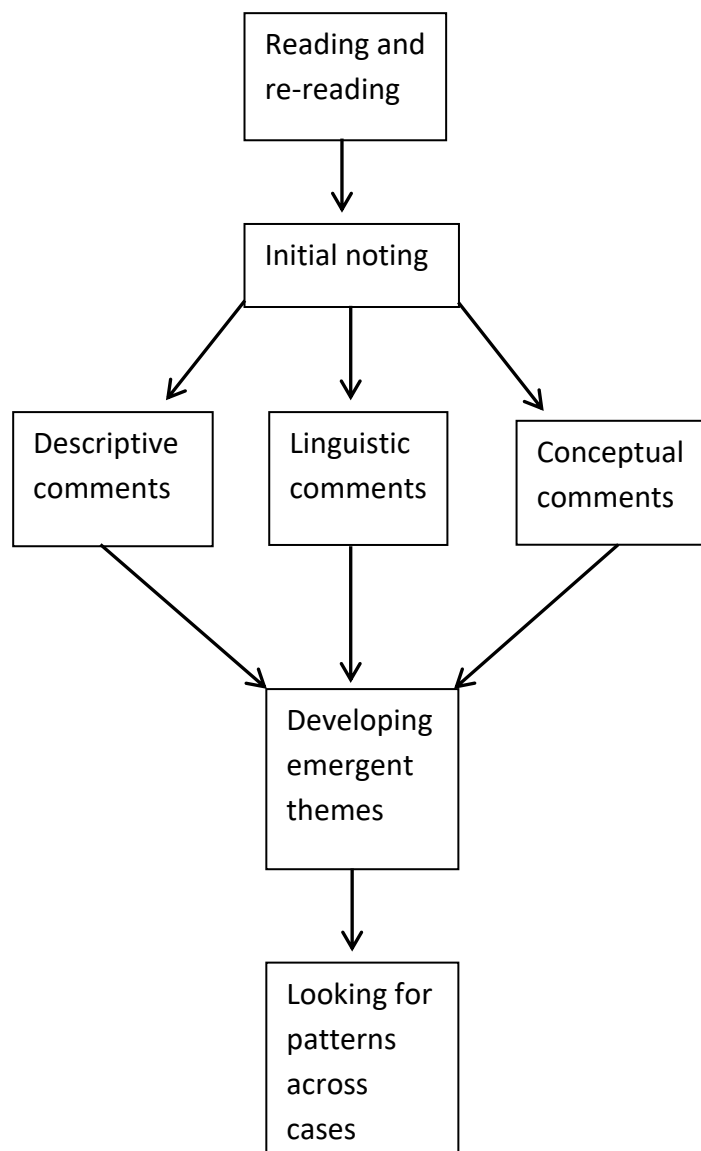 Reading and
re-reading
Initial noting
Descriptive
comments
Linguistic
comments
Conceptual
comments
Developing
emergent
themes
Looking for
patterns
across
cases